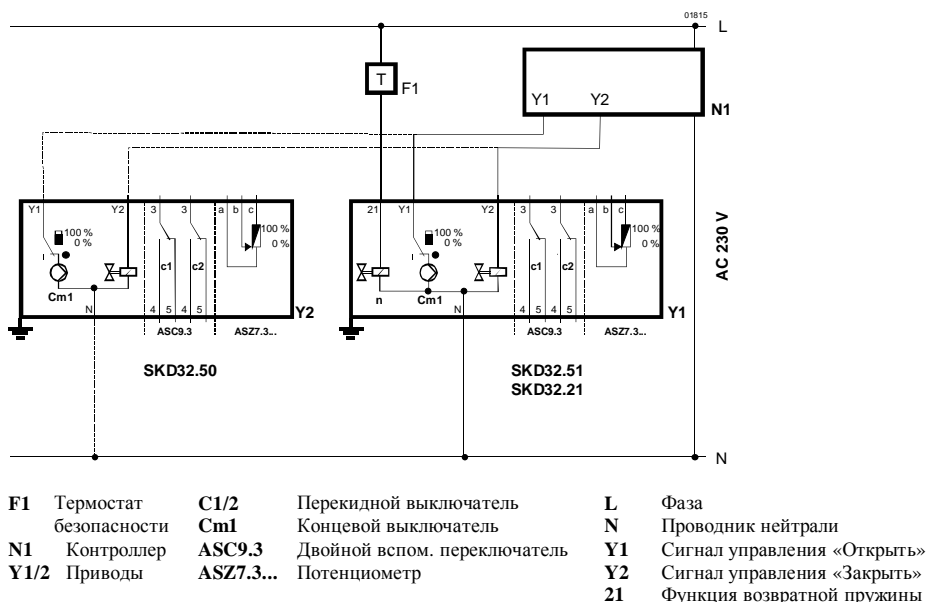 01815
L
T
F1
Y1 Y2
N1
Y1 Y2 3 3 a b c
21 Y1 Y2 3 3 a b c
100 %
0 %
100 %
0 %
100 %
0 %
100 %
0 %
AC 230 V
c1 c2
c1 c2
Cm1
n Cm1
N 4 5 4 5
N 4 5 4 5
Y2
Y1
ASC9.3 ASZ7.3...
ASC9.3 ASZ7.3...
SKD32.50
SKD32.51
SKD32.21
N
F1 Термостат C1/2 Перекидной выключатель L Фаза
безопасности Cm1 Концевой выключатель N Проводник нейтрали
N1 Контроллер ASC9.3 Двойной вспом. переключатель Y1 Сигнал управления «Открыть»
Y1/2 Приводы ASZ7.3... Потенциометр Y2 Сигнал управления «Закрыть»
21 Функция возвратной пружины